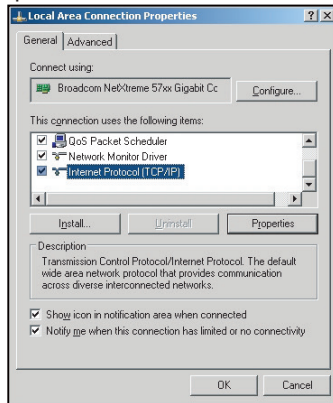 Local Area Connection Properties
General Advanced
Connect using:
Broadcom NetXtreme 57xx Gigabit Cc Configure...
This connection uses the following items:
QoS Packet Scheduler
Network Monitor Driver
Internet Protocol (TCP/IP)
Install... Uninstall Properties
Description
Transmission Control Protocol/Internet Protocol. The default
wide area network protocol that provides communication
across diverse interconnected networks.
Show icon in notification area when connected
Notify me when this connection has limited or no connectivity
OK Cancel